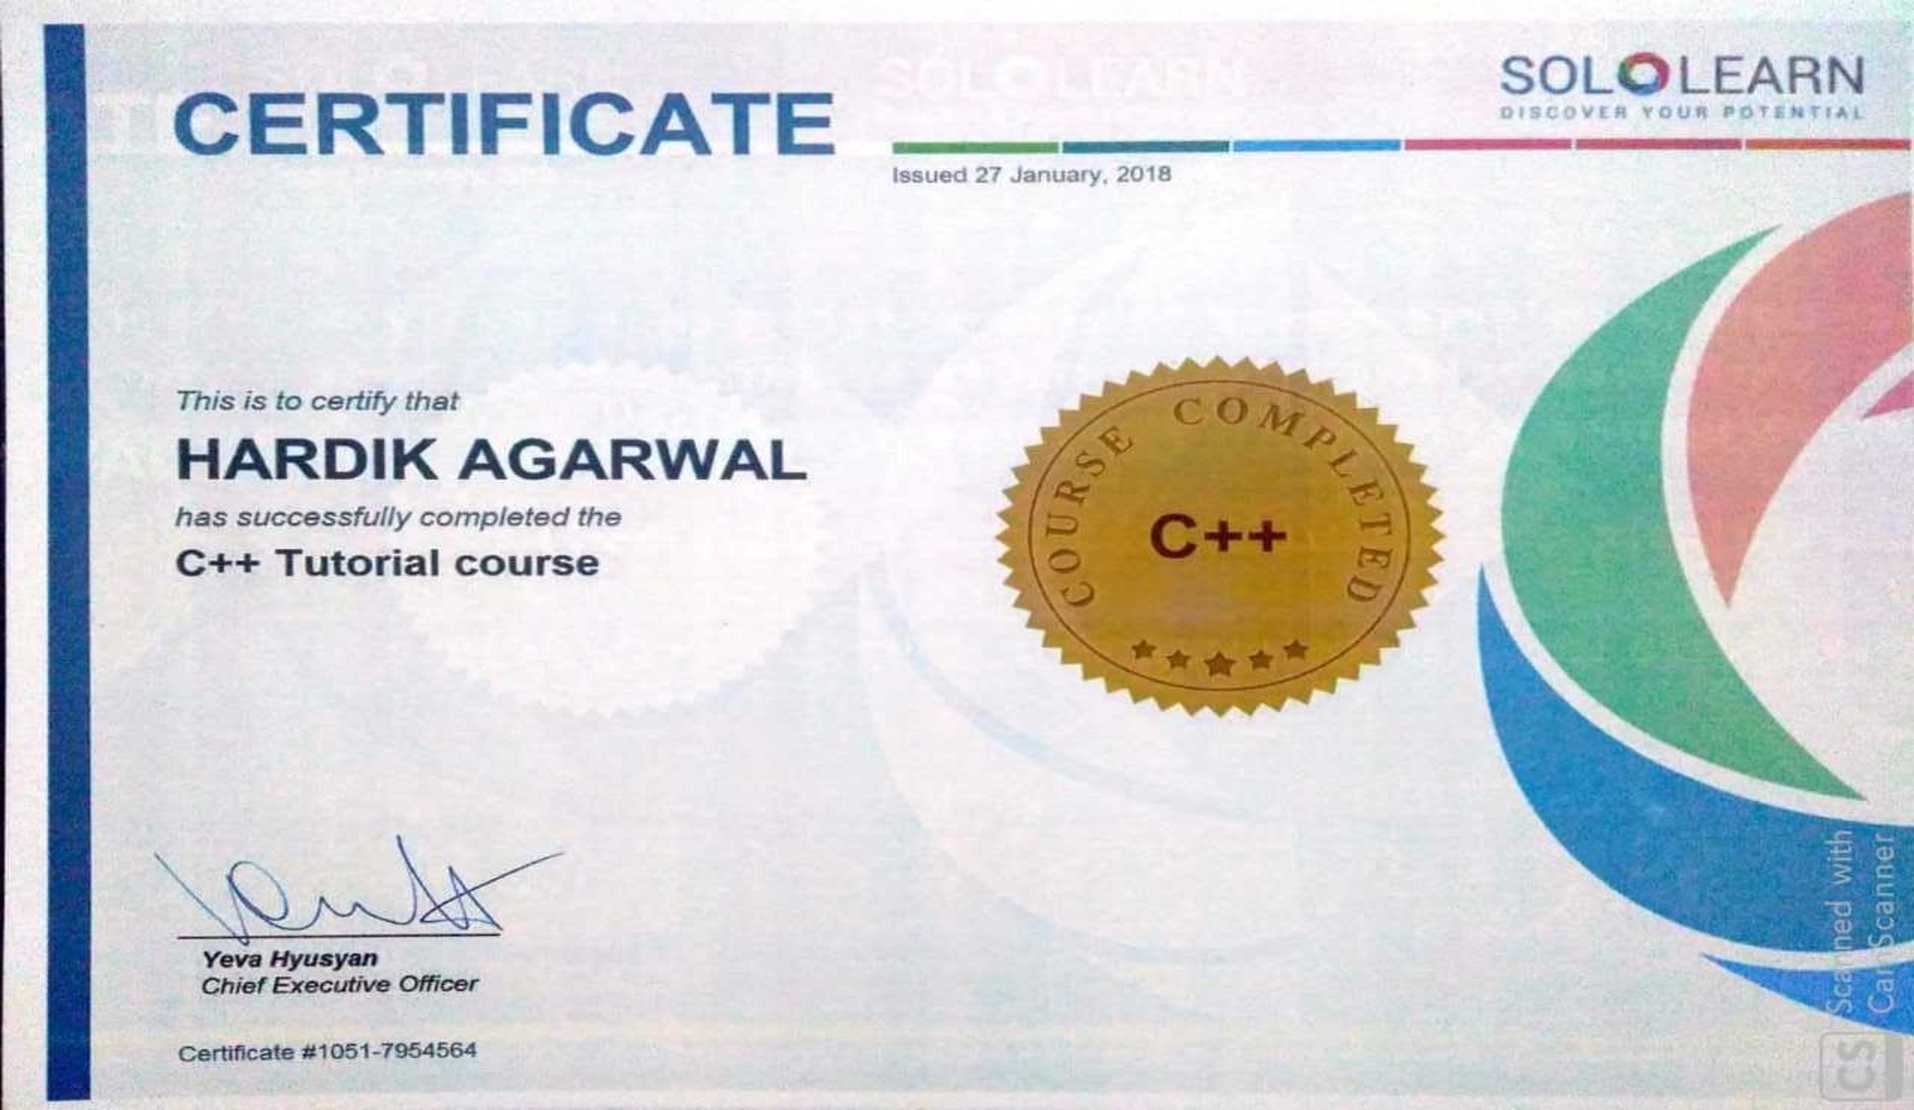 CERTIFICATE
SOLOLEARN
DISCOVER YOUR POTENTIAL
Issued 27 January, 2018
This is to certify that
HARDIK AGARWAL
has successfully completed the
C++ Tutorial course
COURSE COMPLETED
C++
Yeva Hyusyan
Chief Executive Officer
Certificate #1051-7954564
Scanned with
CamScanner
CS